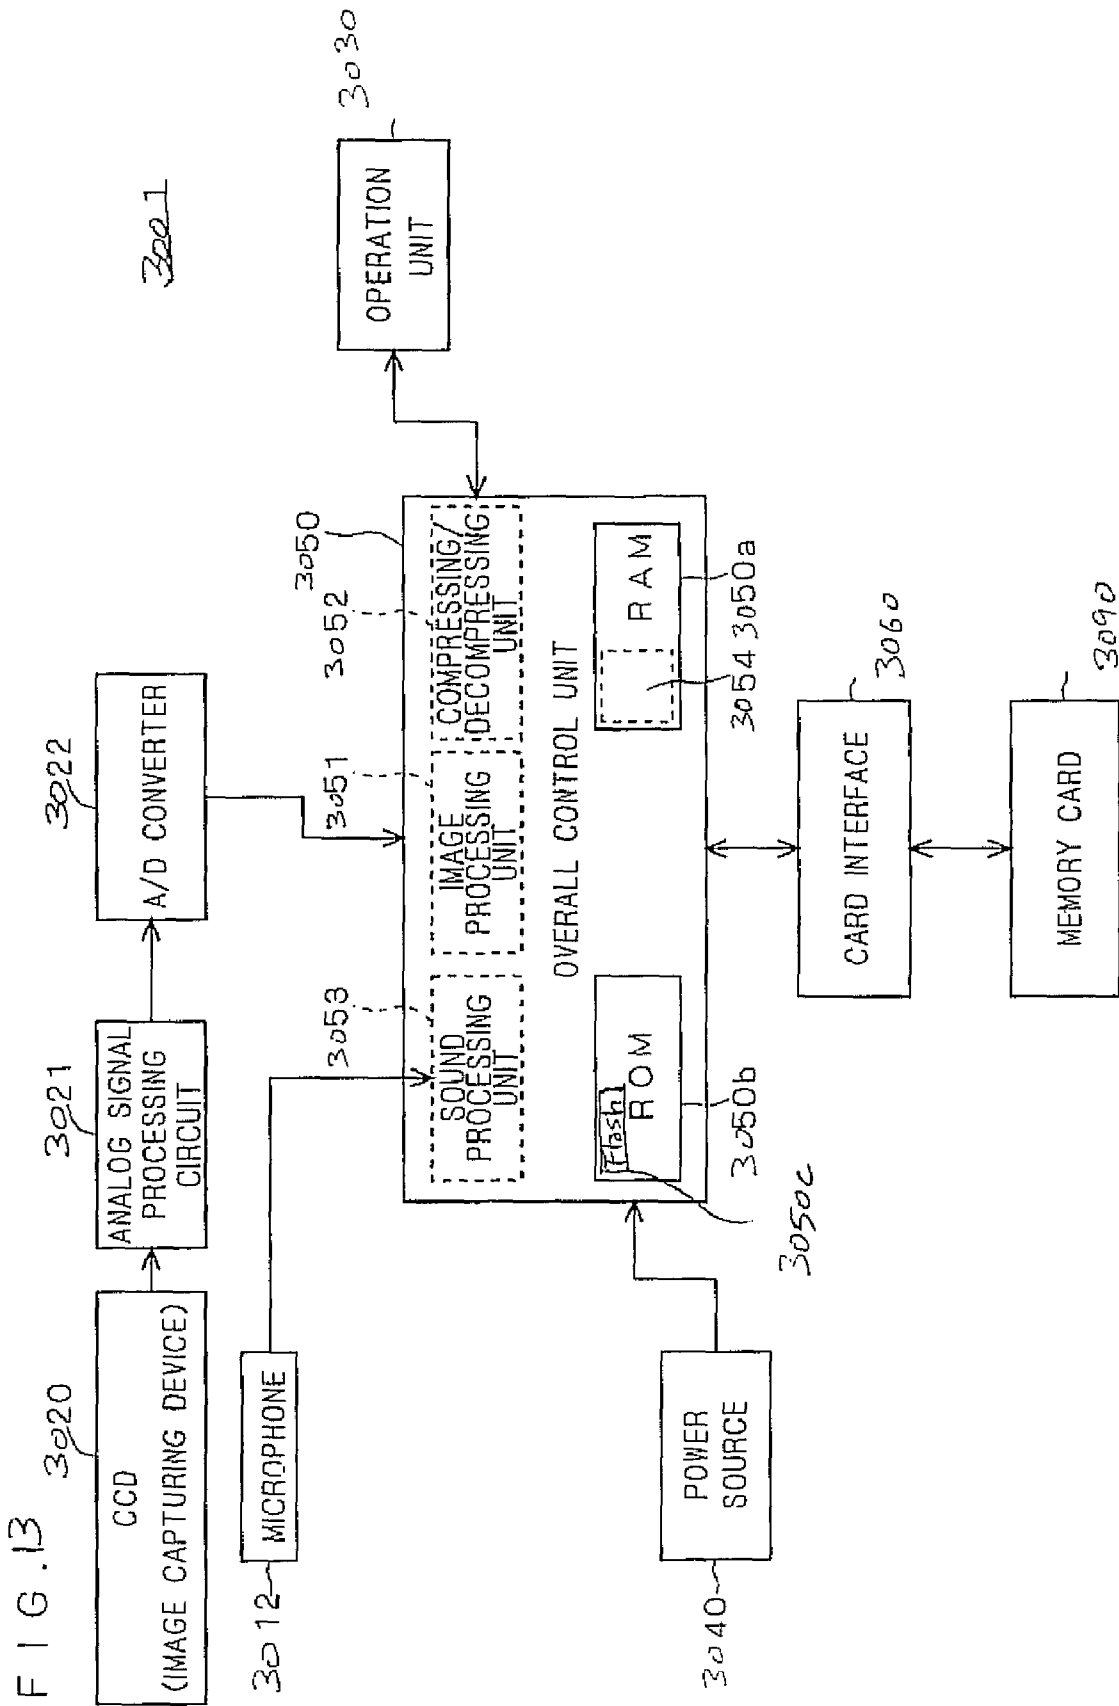 FIG.13
3001
3020
CCD
(IMAGE CAPTURING DEVICE)
3021
ANALOG SIGNAL
PROCESSING
CIRCUIT
3022
A/D CONVERTER
3012
MICROPHONE
3030
OPERATION
UNIT
3050
3053
SOUND
PROCESSING
UNIT
3051
IMAGE
PROCESSING
UNIT
3052
COMPRESSING/
DECOMPRESSING
UNIT
OVERALL CONTROL UNIT
Flash
ROM
3050b
3050c
RAM
3054
3050a
3040
POWER
SOURCE
CARD INTERFACE
3060
MEMORY CARD
3090